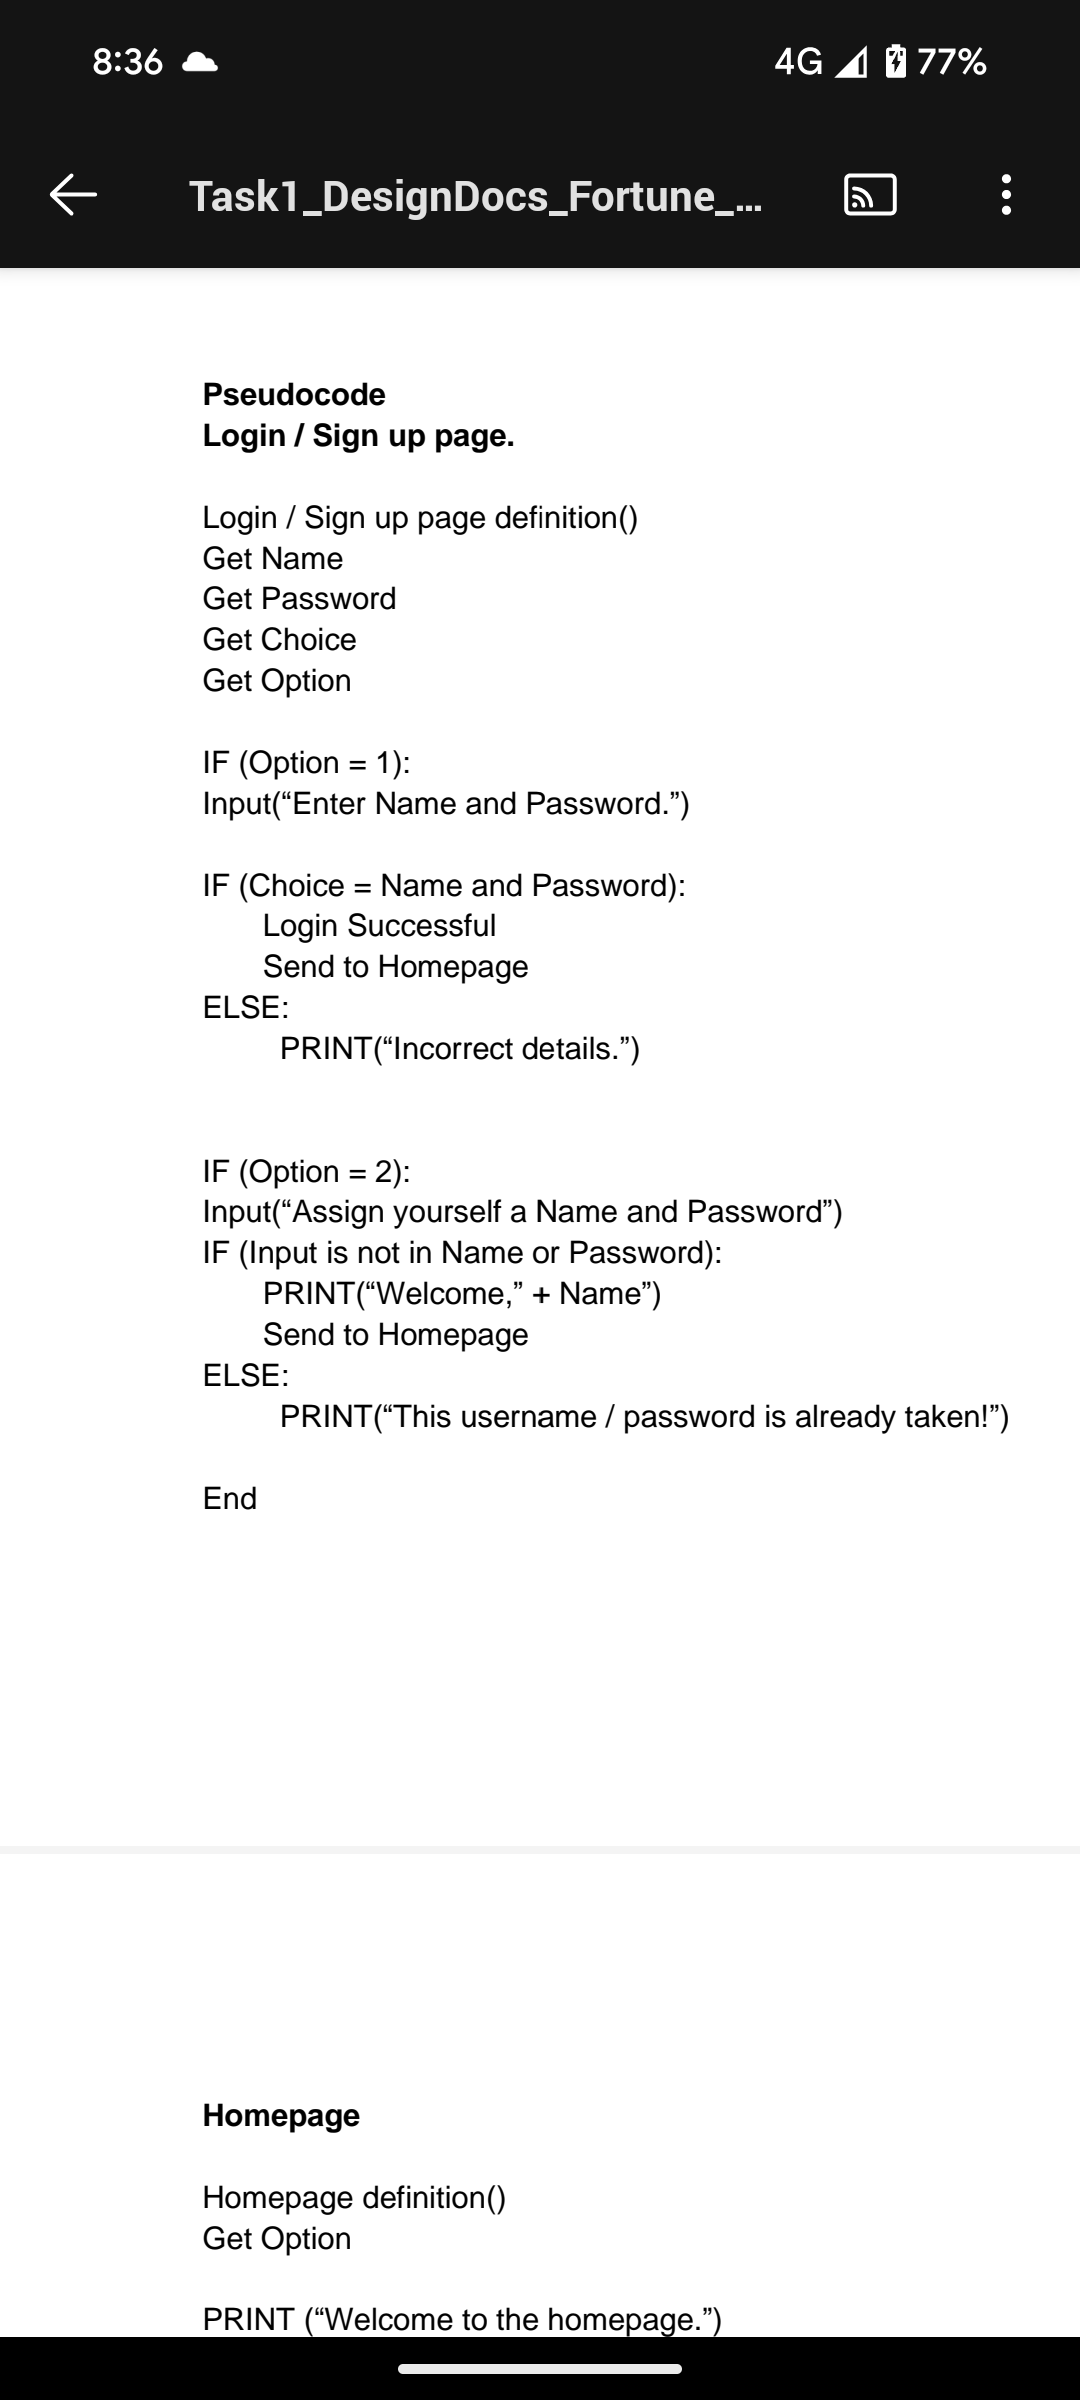 8:36
4G 77%
Task1_DesignDocs_Fortune_...
Pseudocode
Login / Sign up page.
Login / Sign up page definition()
Get Name
Get Password
Get Choice
Get Option
IF (Option = 1):
Input(“Enter Name and Password.”)
IF (Choice = Name and Password):
Login Successful
Send to Homepage
ELSE:
PRINT(“Incorrect details.”)
IF (Option = 2):
Input(“Assign yourself a Name and Password”)
IF (Input is not in Name or Password):
PRINT(“Welcome,” + Name”)
Send to Homepage
ELSE:
PRINT(“This username / password is already taken!”)
End
Homepage
Homepage definition()
Get Option
PRINT (“Welcome to the homepage.”)